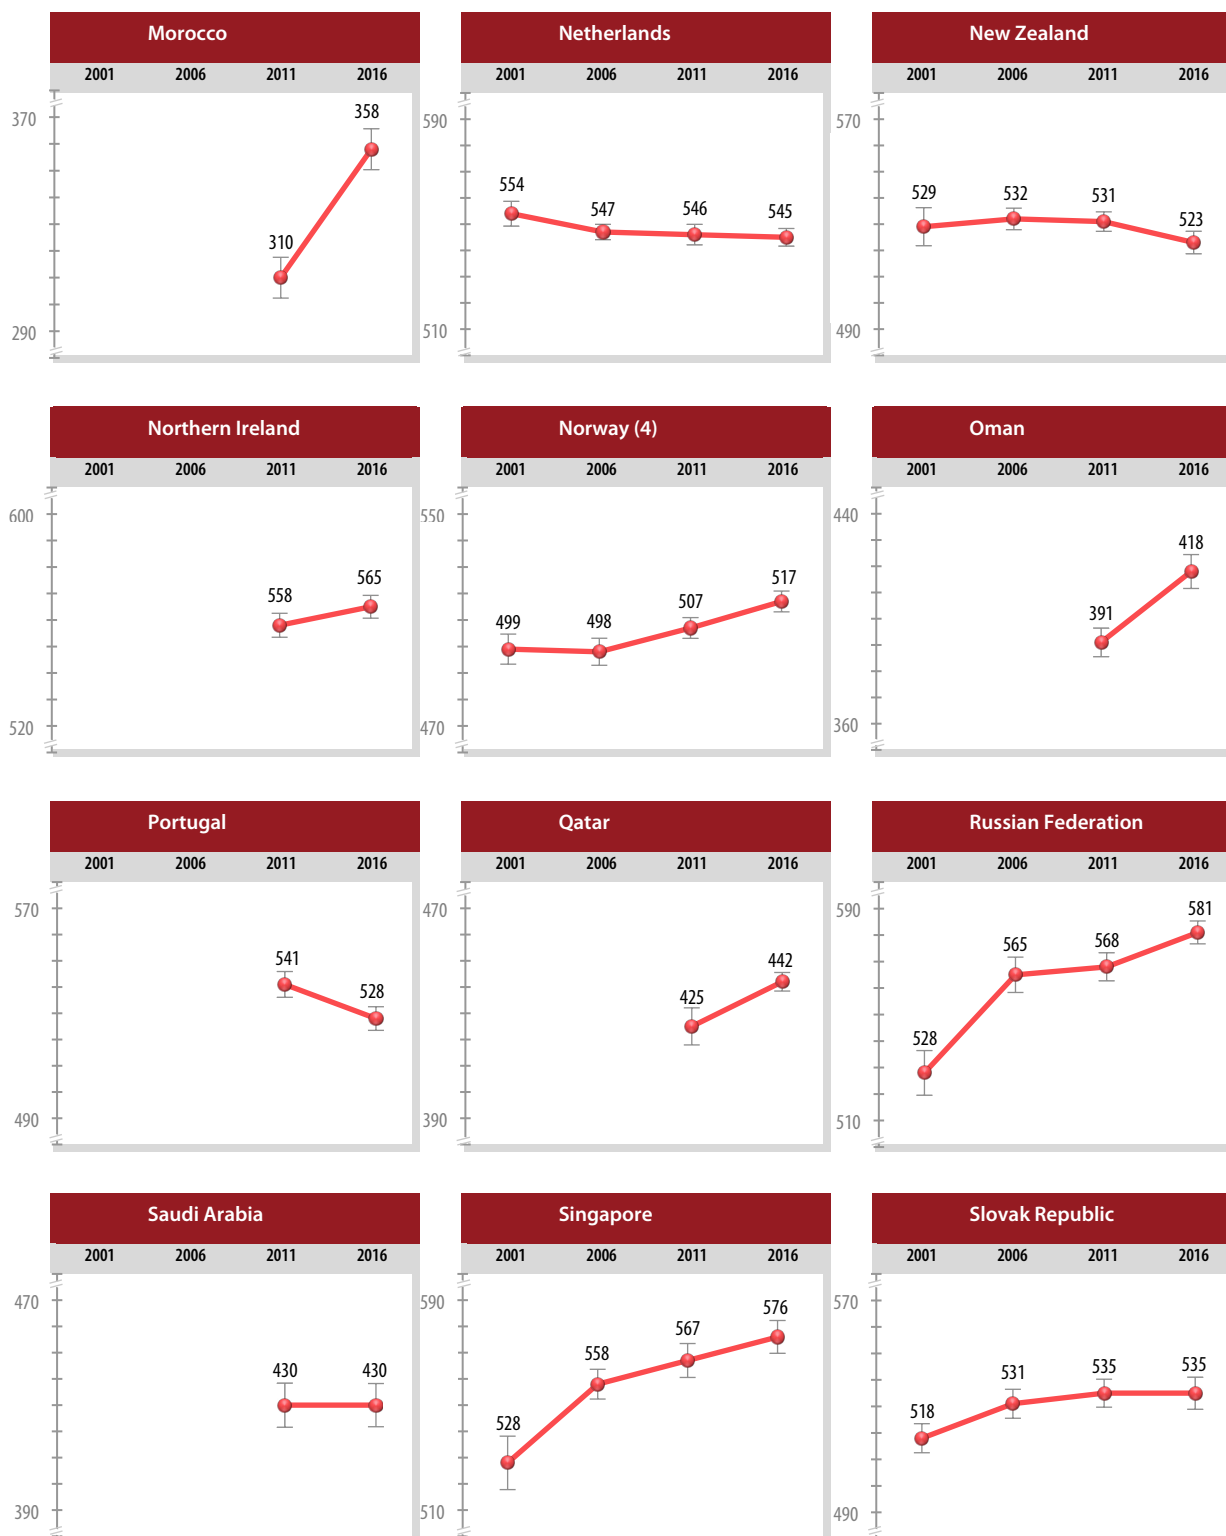 Morocco
2001 2006 2011 2016
370
358
310
290
Netherlands
2001 2006 2011 2016
590
554
547
546
545
510
New Zealand
2001 2006 2011 2016
570
529
532
531
523
490
Northern Ireland
2001 2006 2011 2016
600
558
565
520
Norway (4)
2001 2006 2011 2016
550
499
498
507
517
470
Oman
2001 2006 2011 2016
440
391
418
360
Portugal
2001 2006 2011 2016
570
541
528
490
Qatar
2001 2006 2011 2016
470
425
442
390
Russian Federation
2001 2006 2011 2016
590
528
565
568
581
510
Saudi Arabia
2001 2006 2011 2016
470
430 430
390
Singapore
2001 2006 2011 2016
590
528
558
567
576
510
Slovak Republic
2001 2006 2011 2016
570
518
531
535
535
490